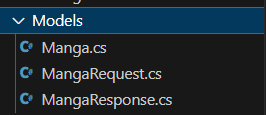 Models
C# Manga.cs
C# MangaRequest.cs
C# MangaResponse.cs